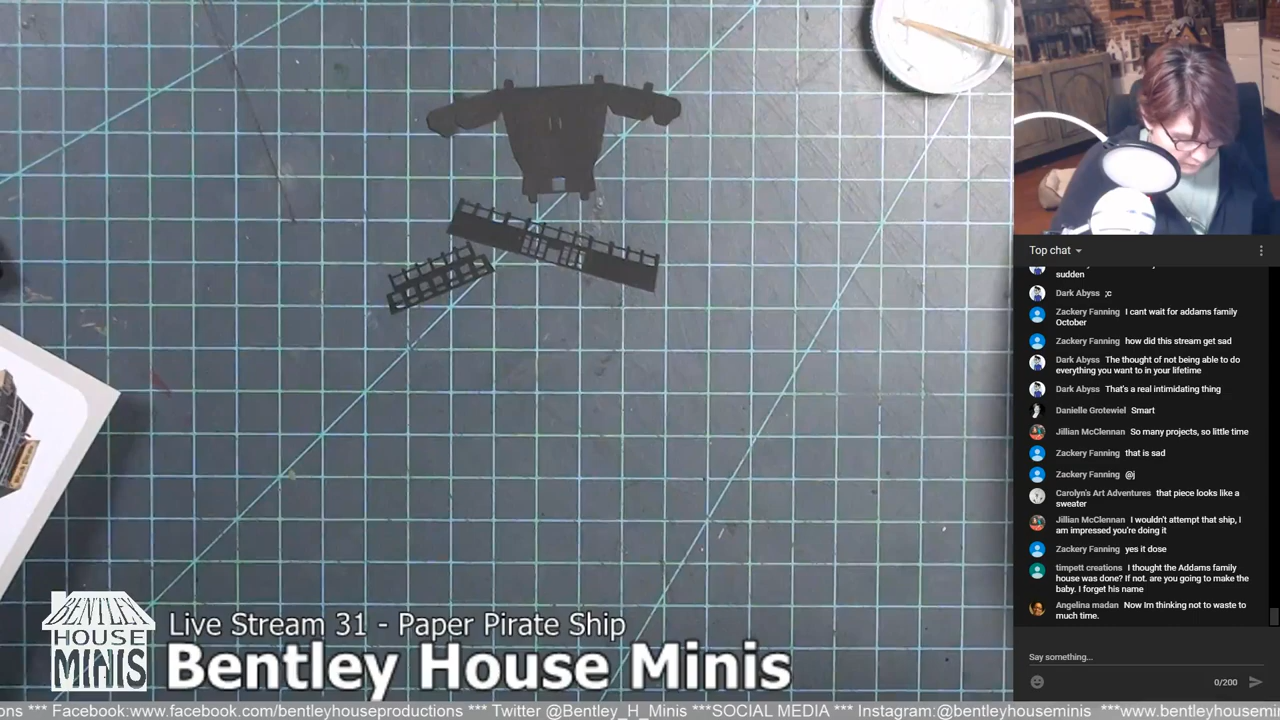 Top chat
sudden
Dark Abyss ;c
Zackery Fanning I cant wait for addams family
October
Zackery Fanning how did this stream get sad
Dark Abyss The thought of not being able to do
everything you want to in your lifetime
Dark Abyss That's a real intimidating thing
Danielle Grotewiel Smart
Jillian McClennan So many projects, so little time
Zackery Fanning that is sad
Zackery Fanning @j
Carolyn's Art Adventures that piece looks like a
sweater
Jillian McClennan I wouldn't attempt that ship, I
am impressed you're doing it
Zackery Fanning yes it dose
timpett creations I thought the Addams family
house was done? If not. are you going to make the
baby. I forget his name
Angelina madan Now Im thinking not to waste to
much time.
Say something...
0/200
BENTLEY
HOUSE
MINIS
Live Stream 31 - Paper Pirate Ship
Bentley House Minis
ons *** Facebook:www.facebook.com/bentleyhouseproductions *** Twitter @Bentley_H_Minis ***SOCIAL MEDIA *** Instagram:@bentleyhouseminis ***www.bentleyhousemini